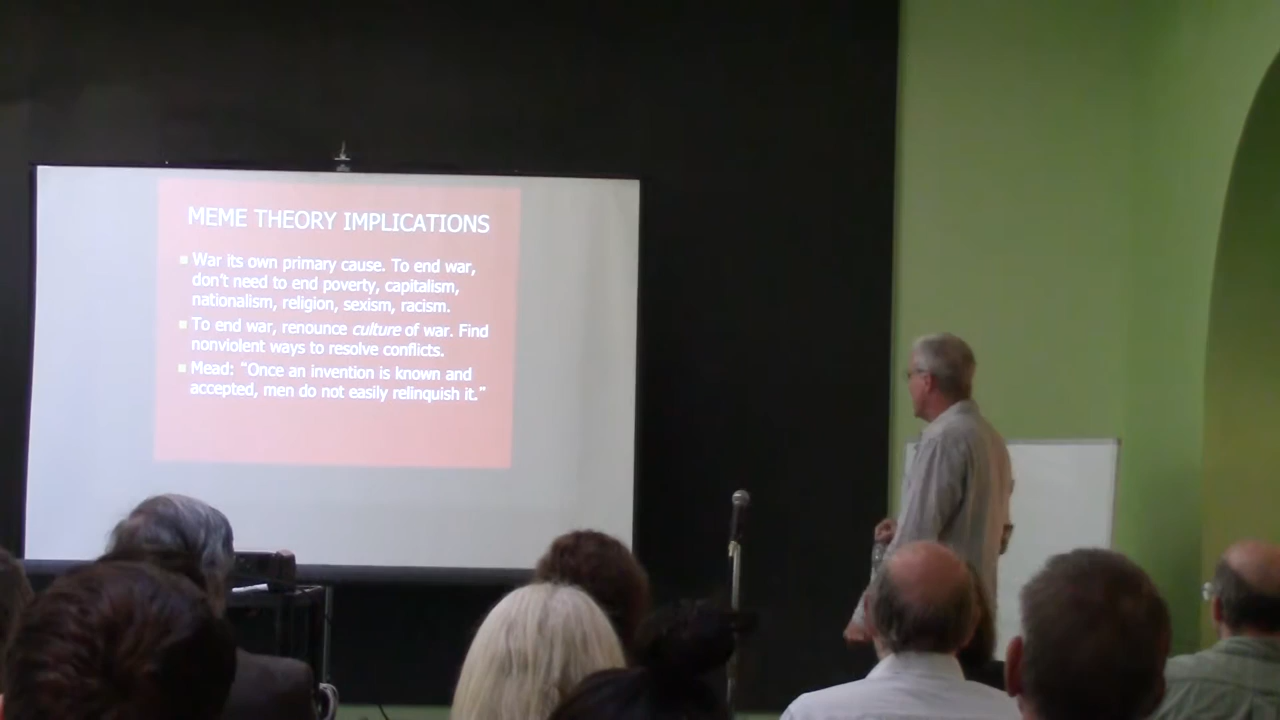 MEME THEORY IMPLICATIONS
War its own primary cause. To end war,
don't need to end poverty, capitalism,
nationalism, religion, sexism, racism.
To end war, renounce culture of war. Find
nonviolent ways to resolve conflicts.
Mead: "Once an invention is known and
accepted, men do not easily relinquish it."